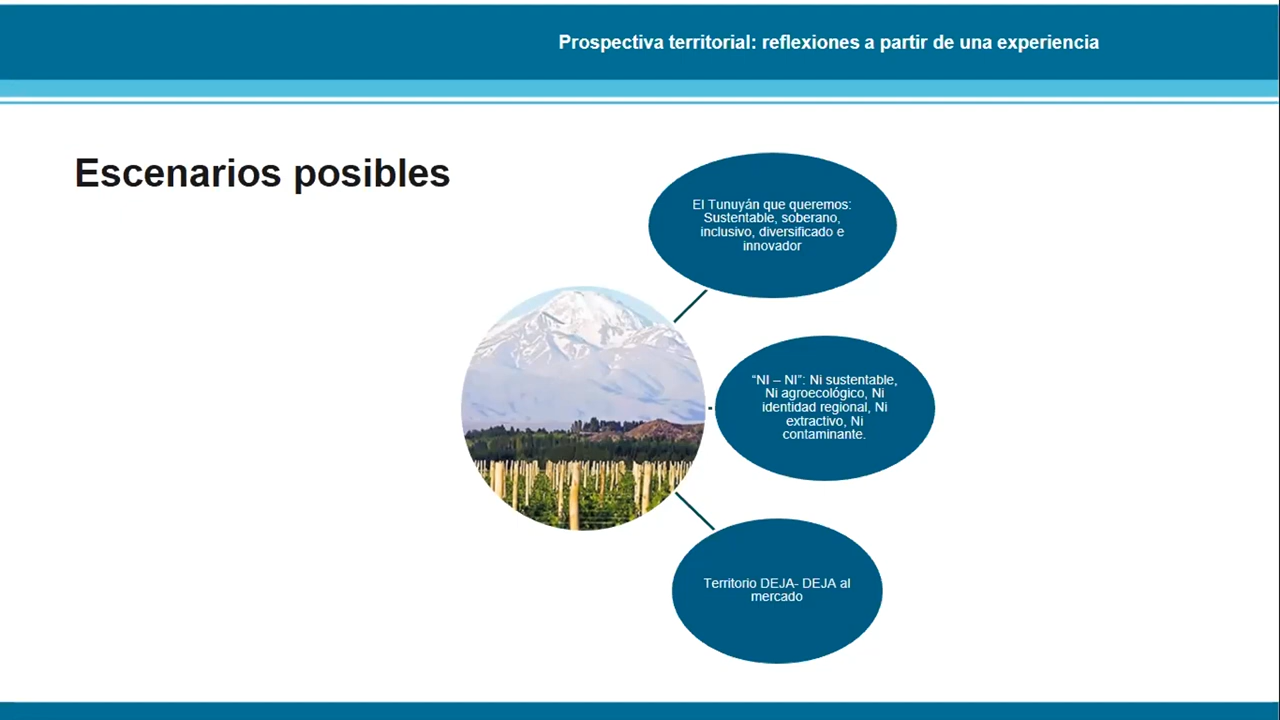 Prospectiva territorial: reflexiones a partir de una experiencia
Escenarios posibles
El Tunuyán que queremos:
Sustentable, soberano,
inclusivo, diversificado e
innovador
“NI – NI”: Ni sustentable,
Ni agroecológico, Ni
identidad regional, Ni
extractivo, Ni
contaminante.
Territorio DEJA- DEJA al
mercado